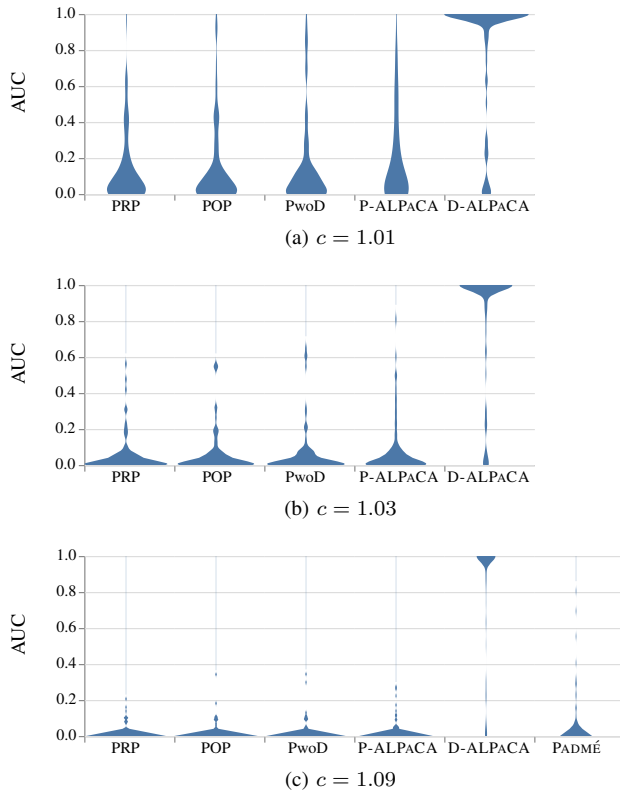 AUC
1.0
0.8
0.6
0.4
0.2
0.0
PRP POP PwoD P-ALPACA D-ALPACA
(a) c = 1.01
AUC
1.0
0.8
0.6
0.4
0.2
0.0
PRP POP PwoD P-ALPACA D-ALPACA
(b) c = 1.03
AUC
1.0
0.8
0.6
0.4
0.2
0.0
PRP POP PwoD P-ALPACA D-ALPACA PADMÉ
(c) c = 1.09